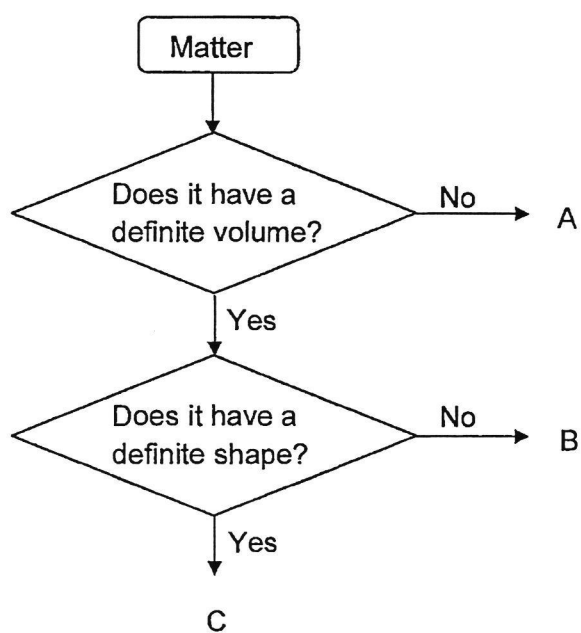 Matter
Does it have a
definite volume?
No
A
Yes
Does it have a
definite shape?
No
B
Yes
C